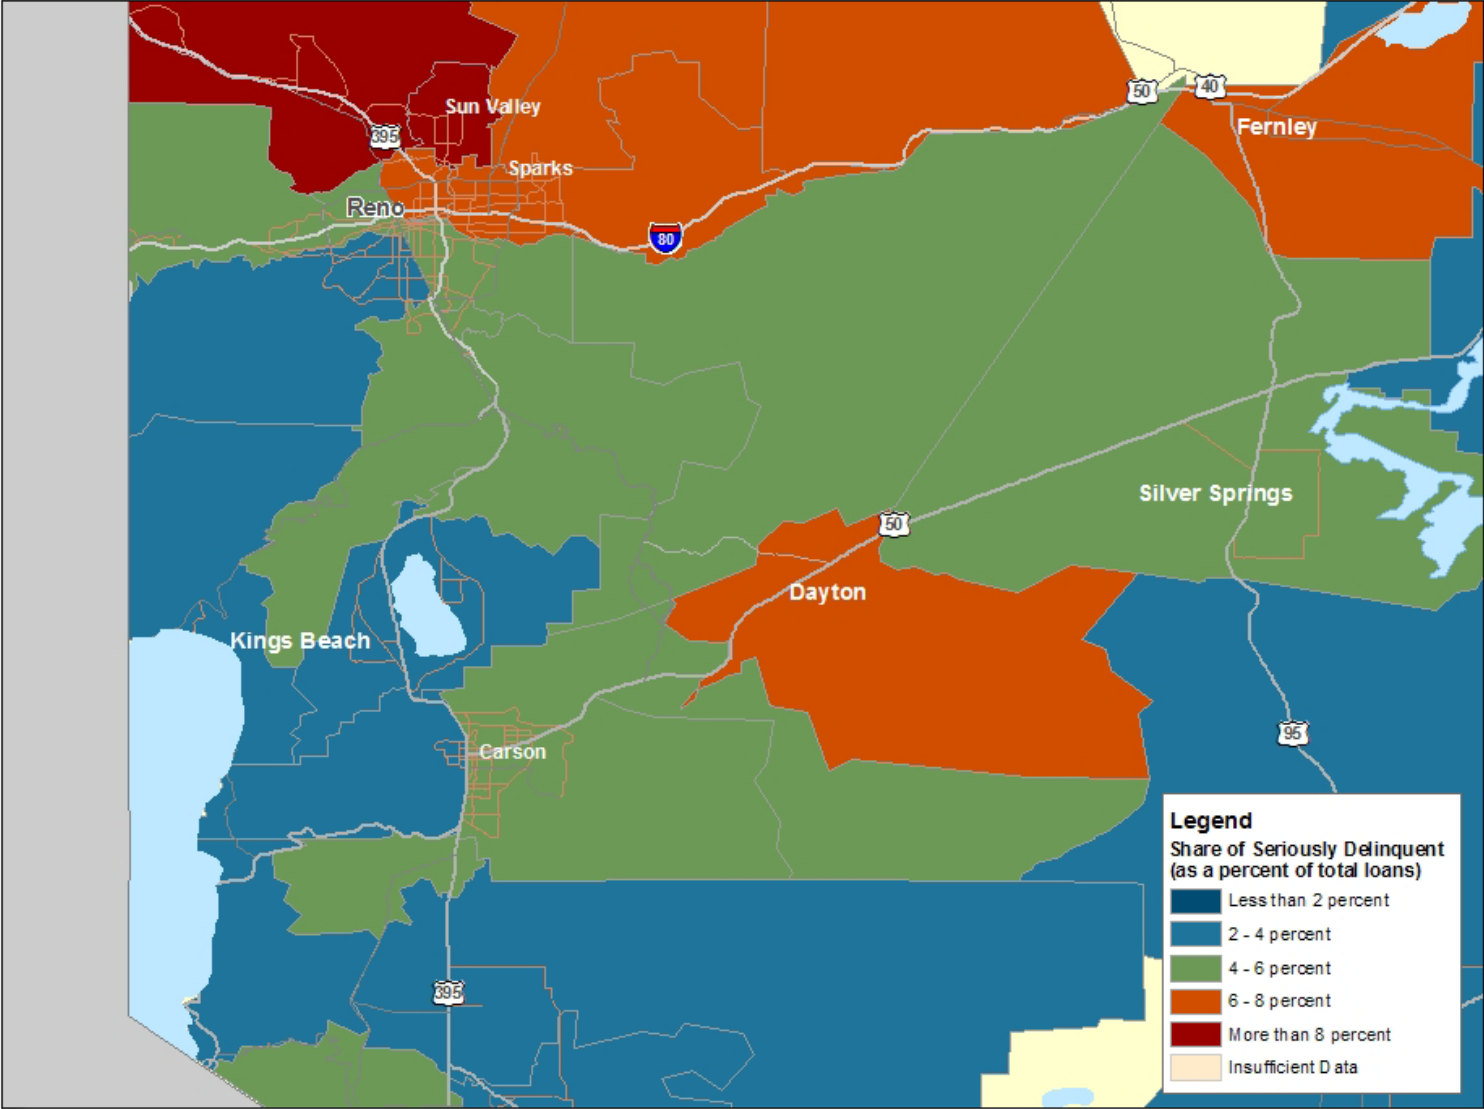 50
40
Sun Valley
Fernley
395
Sparks
Reno
80
Silver Springs
50
Dayton
Kings Beach
95
Carson
395
Legend
Share of Seriously Delinquent
(as a percent of total loans)
Less than 2 percent
2 - 4 percent
4 - 6 percent
6 - 8 percent
More than 8 percent
Insufficient Data